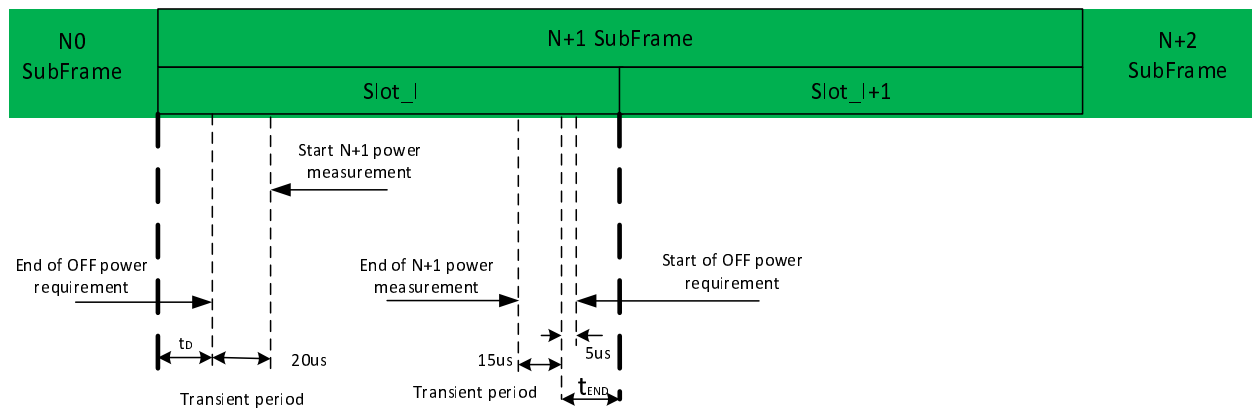 N0
SubFrame
N+1 SubFrame
N+2
SubFrame
Slot_I
Slot_I+1
Start N+1 power
measurement
End of OFF power
requirement
End of N+1 power
measurement
Start of OFF power
requirement
tD
20us
15us
5us
Transient period
Transient period
tEND